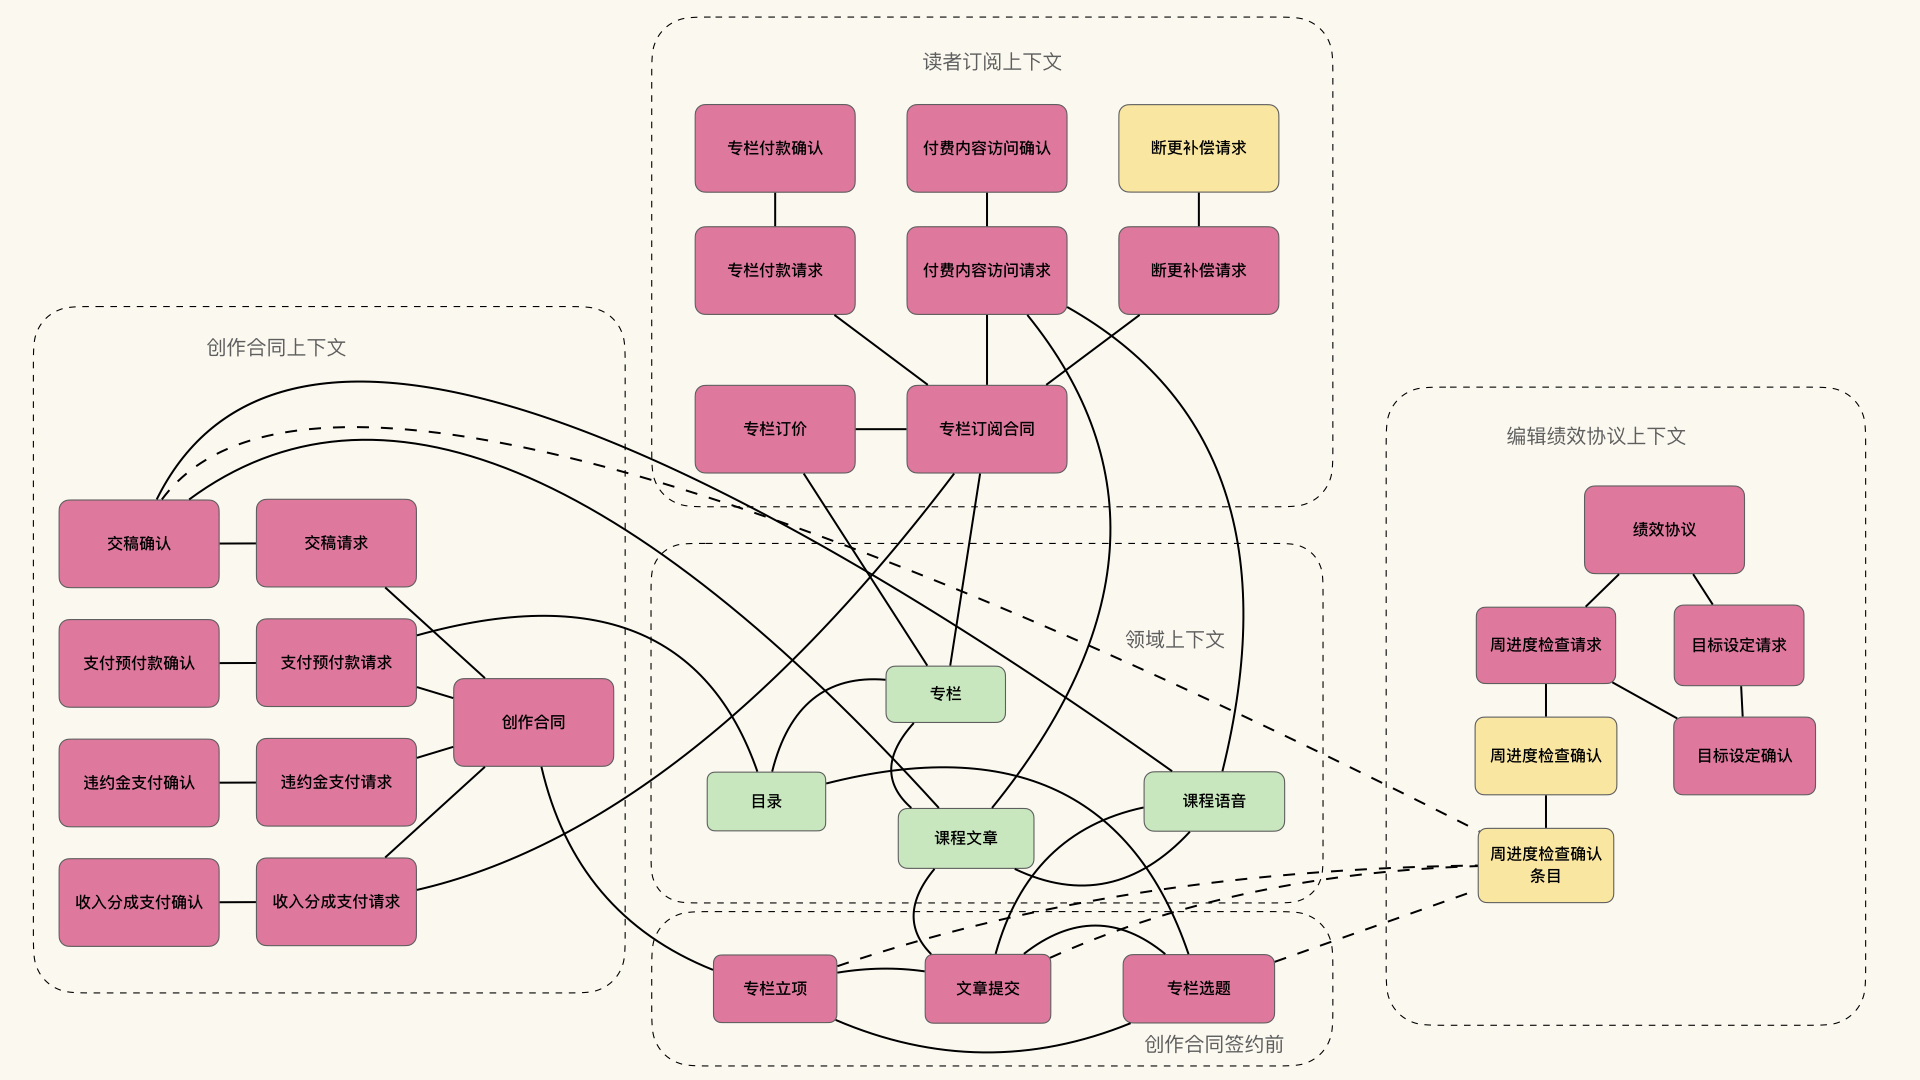 读者订阅上下文
专栏付款确认
付费内容访问确认
断更补偿请求
专栏付款请求
付费内容访问请求
断更补偿请求
专栏订价
专栏订阅合同
创作合同上下文
交稿确认
交稿请求
支付预付款确认
支付预付款请求
创作合同
违约金支付确认
违约金支付请求
收入分成支付确认
收入分成支付请求
领域上下文
专栏
目录
课程文章
课程语音
专栏立项
文章提交
专栏选题
创作合同签约前
编辑绩效协议上下文
绩效协议
周进度检查请求
目标设定请求
周进度检查确认
目标设定确认
周进度检查确认
条目